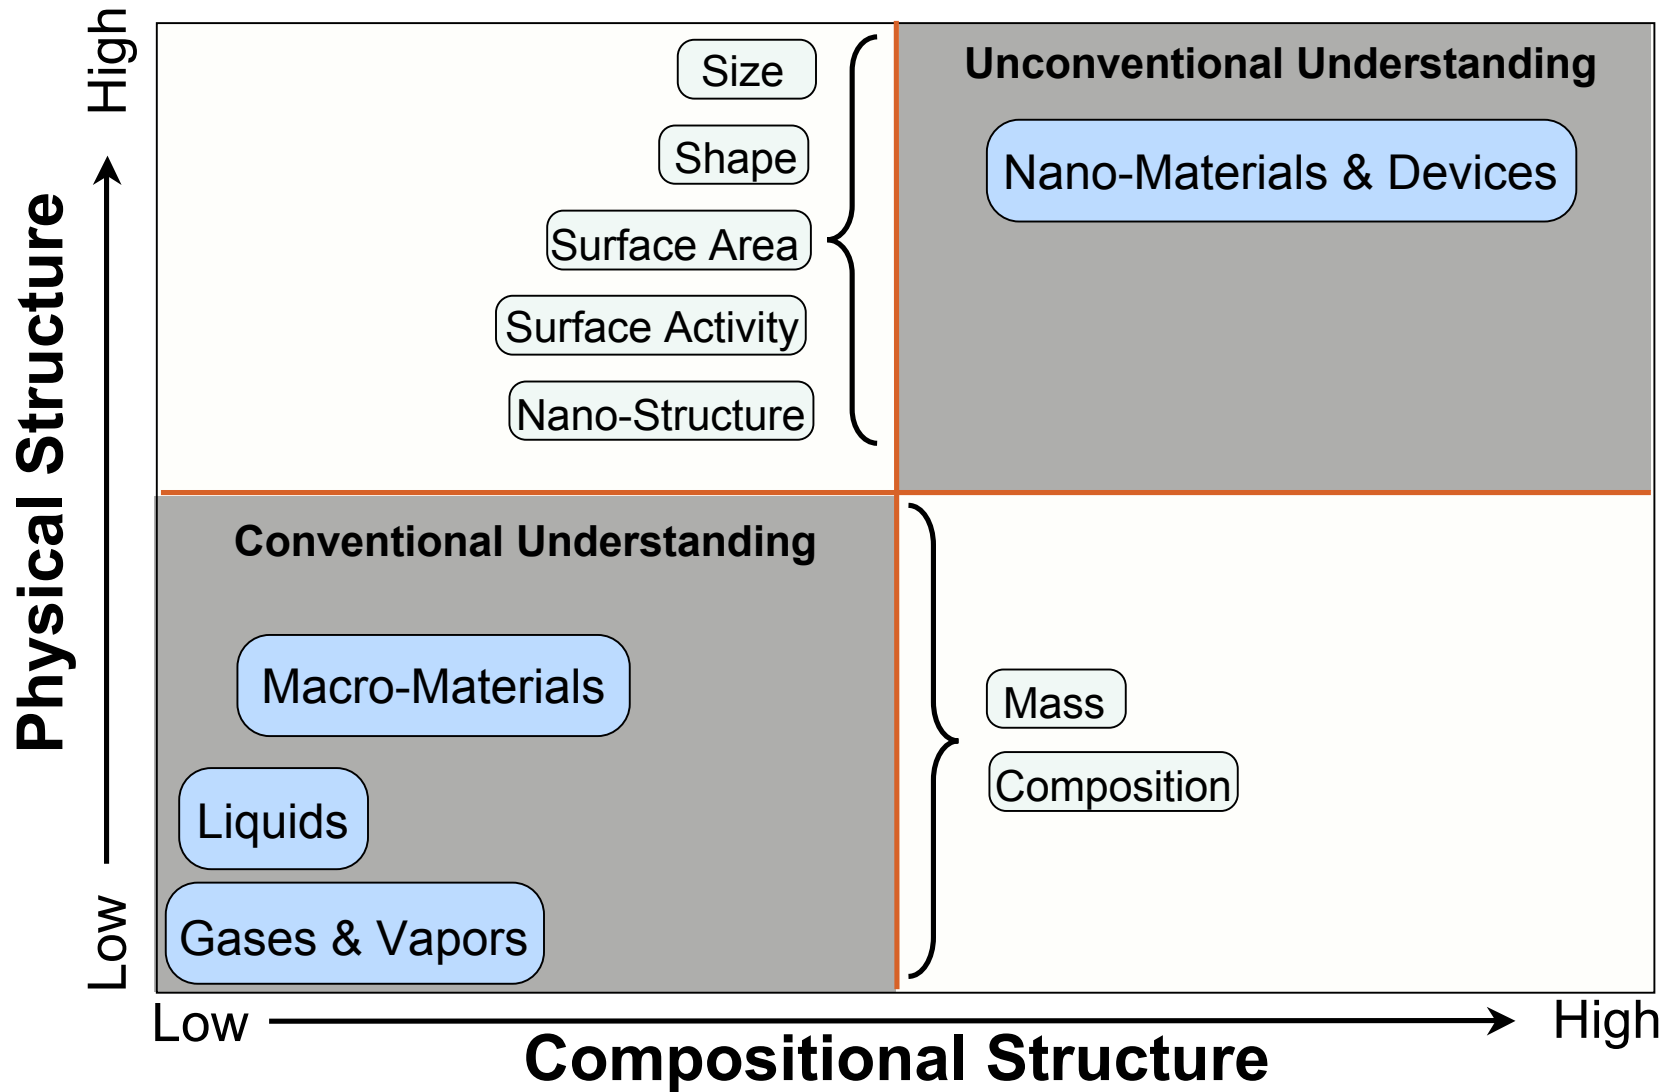 High
Size
Unconventional Understanding
Shape
Nano-Materials & Devices
Surface Area
Surface Activity
Nano-Structure
Physical Structure
Conventional Understanding
Macro-Materials
Mass
Composition
Liquids
Gases & Vapors
Low
Low
High
Compositional Structure